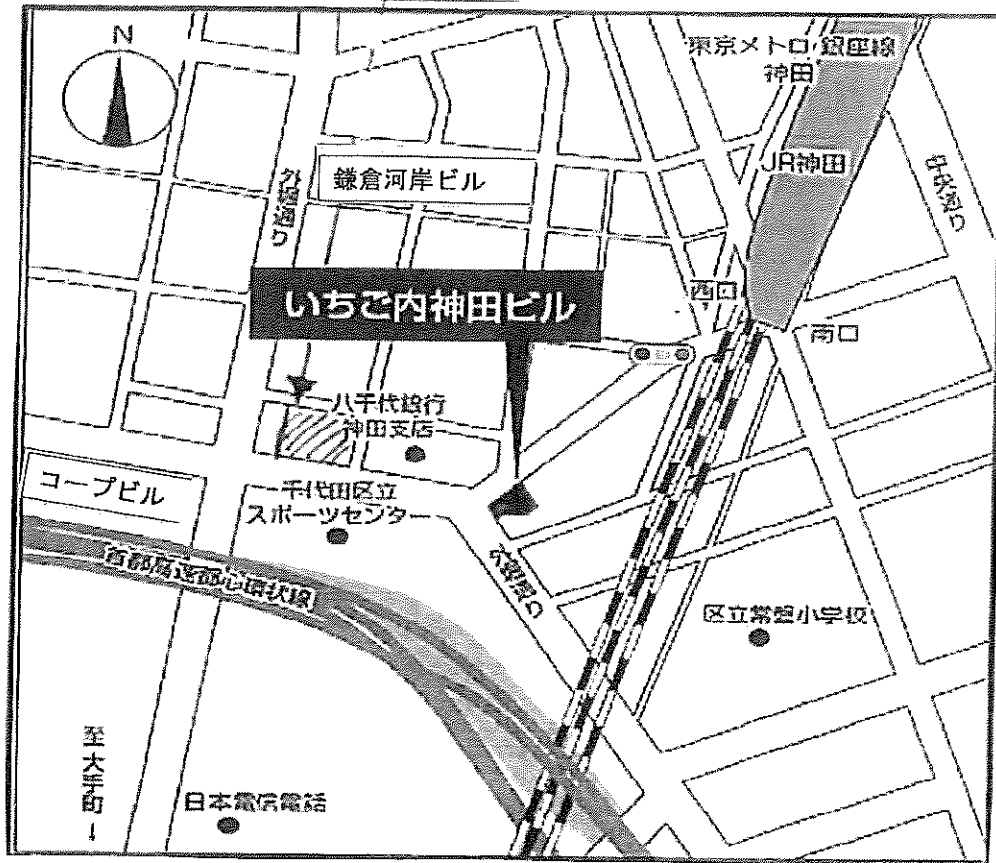 N
東京メトロ 銀座線
神田
JR神田
中央通り
外堀通り
鎌倉河岸ビル
いちご内神田ビル
西口
南口
八千代銀行
神田支店
コープビル
千代田区立
スポーツセンター
首都高速都心環状線
区立常盤小学校
至大手町↓
日本電信電話